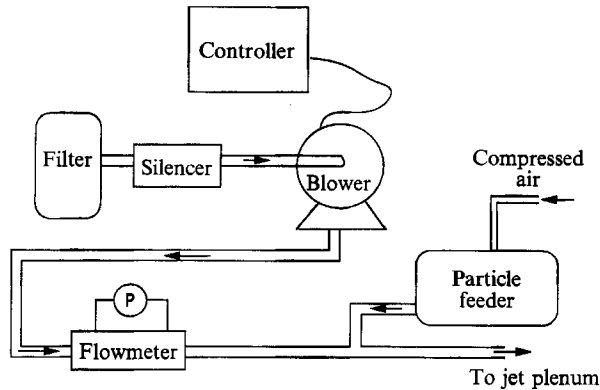 Controller
Filter
Silencer
Blower
Compressed
air
Particle
feeder
P
Flowmeter
To jet plenum